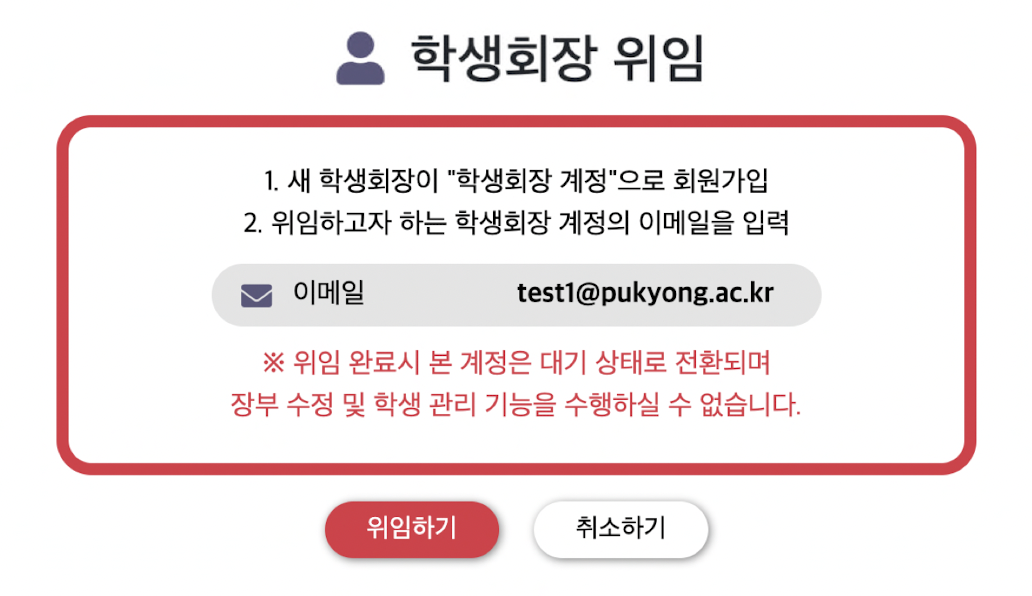 학생회장 위임
1. 새 학생회장이 "학생회장 계정"으로 회원가입
2. 위임하고자 하는 학생회장 계정의 이메일을 입력
이메일 test1@pukyong.ac.kr
※ 위임 완료시 본 계정은 대기 상태로 전환되며
장부 수정 및 학생 관리 기능을 수행하실 수 없습니다.
위임하기 취소하기